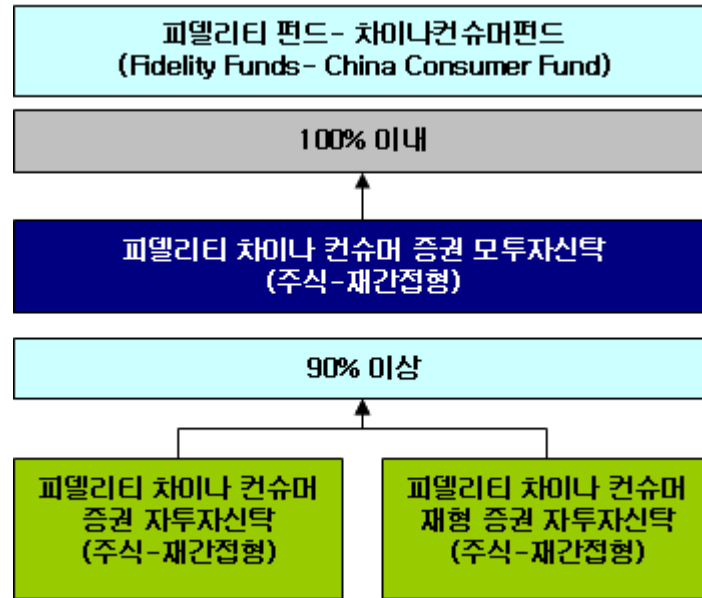 피델리티 펀드- 차이나컨슈머펀드
(Fidelity Funds- China Consumer Fund)
100% 이내
피델리티 차이나 컨슈머 증권 모투자신탁
(주식-재간접형)
90% 이상
피델리티 차이나 컨슈머
증권 자투자신탁
(주식-재간접형)
피델리티 차이나 컨슈머
재형 증권 자투자신탁
(주식-재간접형)